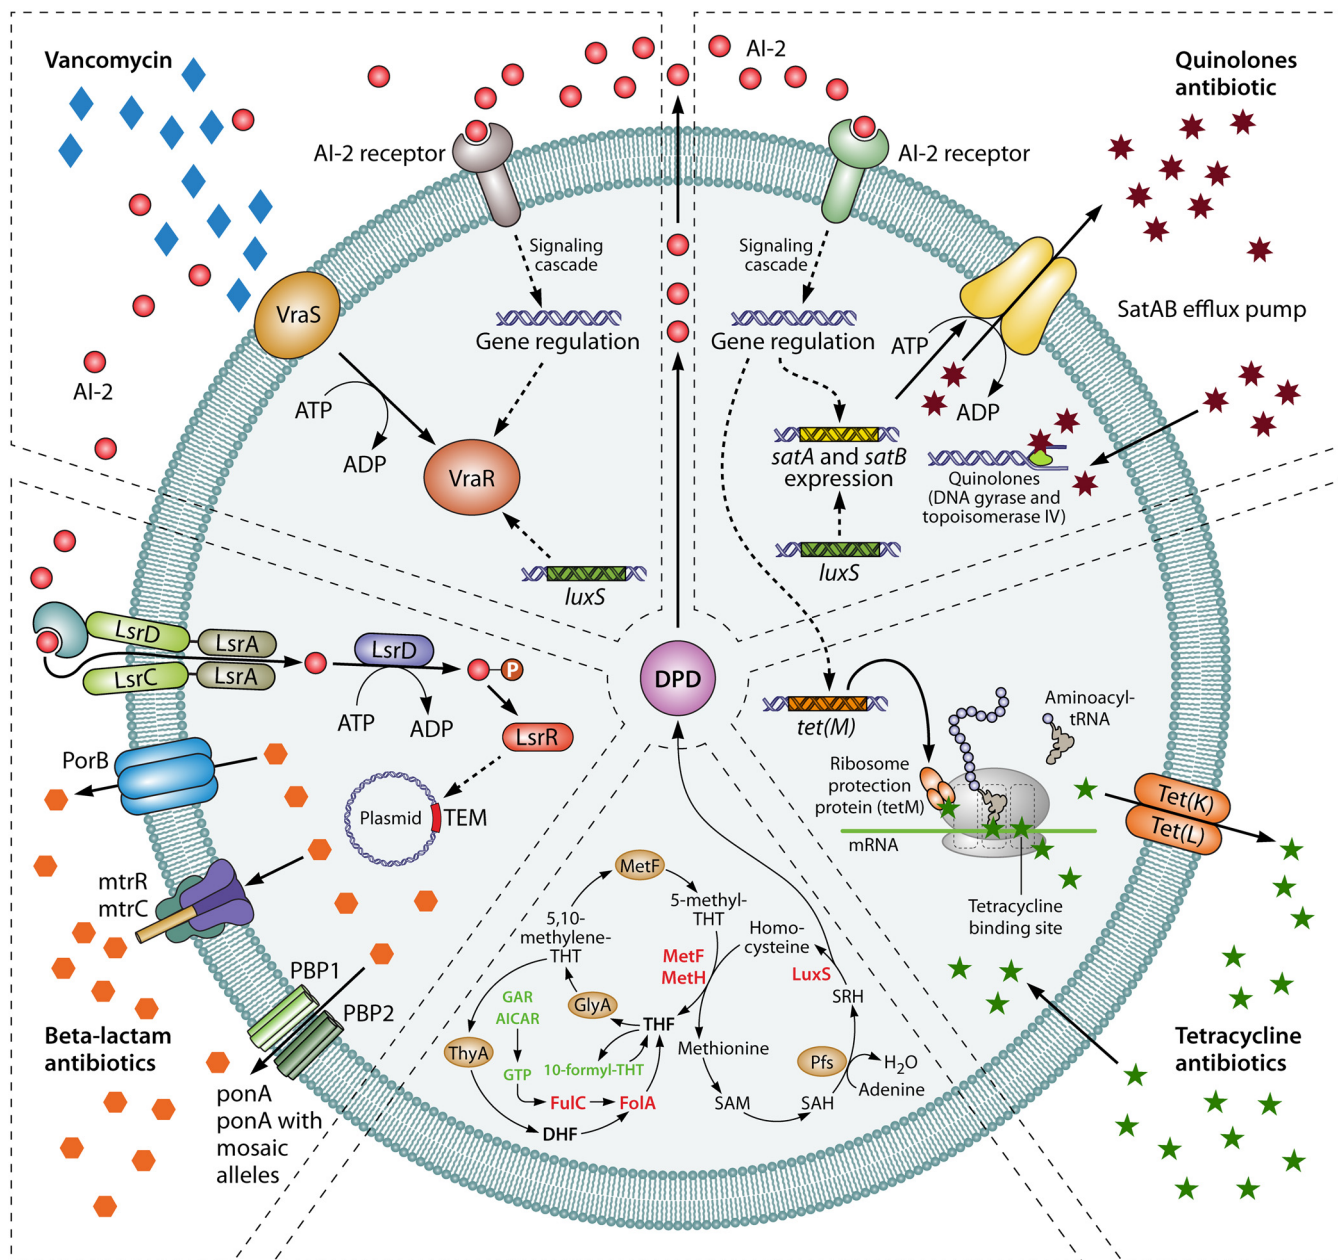 Vancomycin
AI-2
Quinolones
antibiotic
AI-2 receptor
AI-2 receptor
Signaling
cascade
Signaling
cascade
VraS
SatAB efflux pump
Gene regulation
Gene regulation
ATP
AI-2
ATP
ADP
ADP
VraR
satA and satB
expression
Quinolones
(DNA gyrase and
topoisomerase IV)
luxS
luxS
LsrD
LsrA
LsrC
LsrA
LsrD
P
ATP
ADP
LsrR
DPD
tet(M)
Aminoacyl-
tRNA
PorB
Plasmid
TEM
Ribosome
protection
protein (tetM)
mRNA
Tet(K)
Tet(L)
mtrR
mtrC
Tetracycline
binding site
MetF
5-methyl-
THT
5,10-
methylene-
THT
Homo-
cysteine
MetF
MetH
LuxS
PBP1
PBP2
GAR
AICAR
GlyA
SRH
THF
Beta-lactam
antibiotics
Tetracycline
antibiotics
ThyA
GTP
10-formyl-THT
Methionine
Pfs
H₂O
Adenine
ponA
ponA with
mosaic
alleles
FulC
FolA
SAM
SAH
DHF